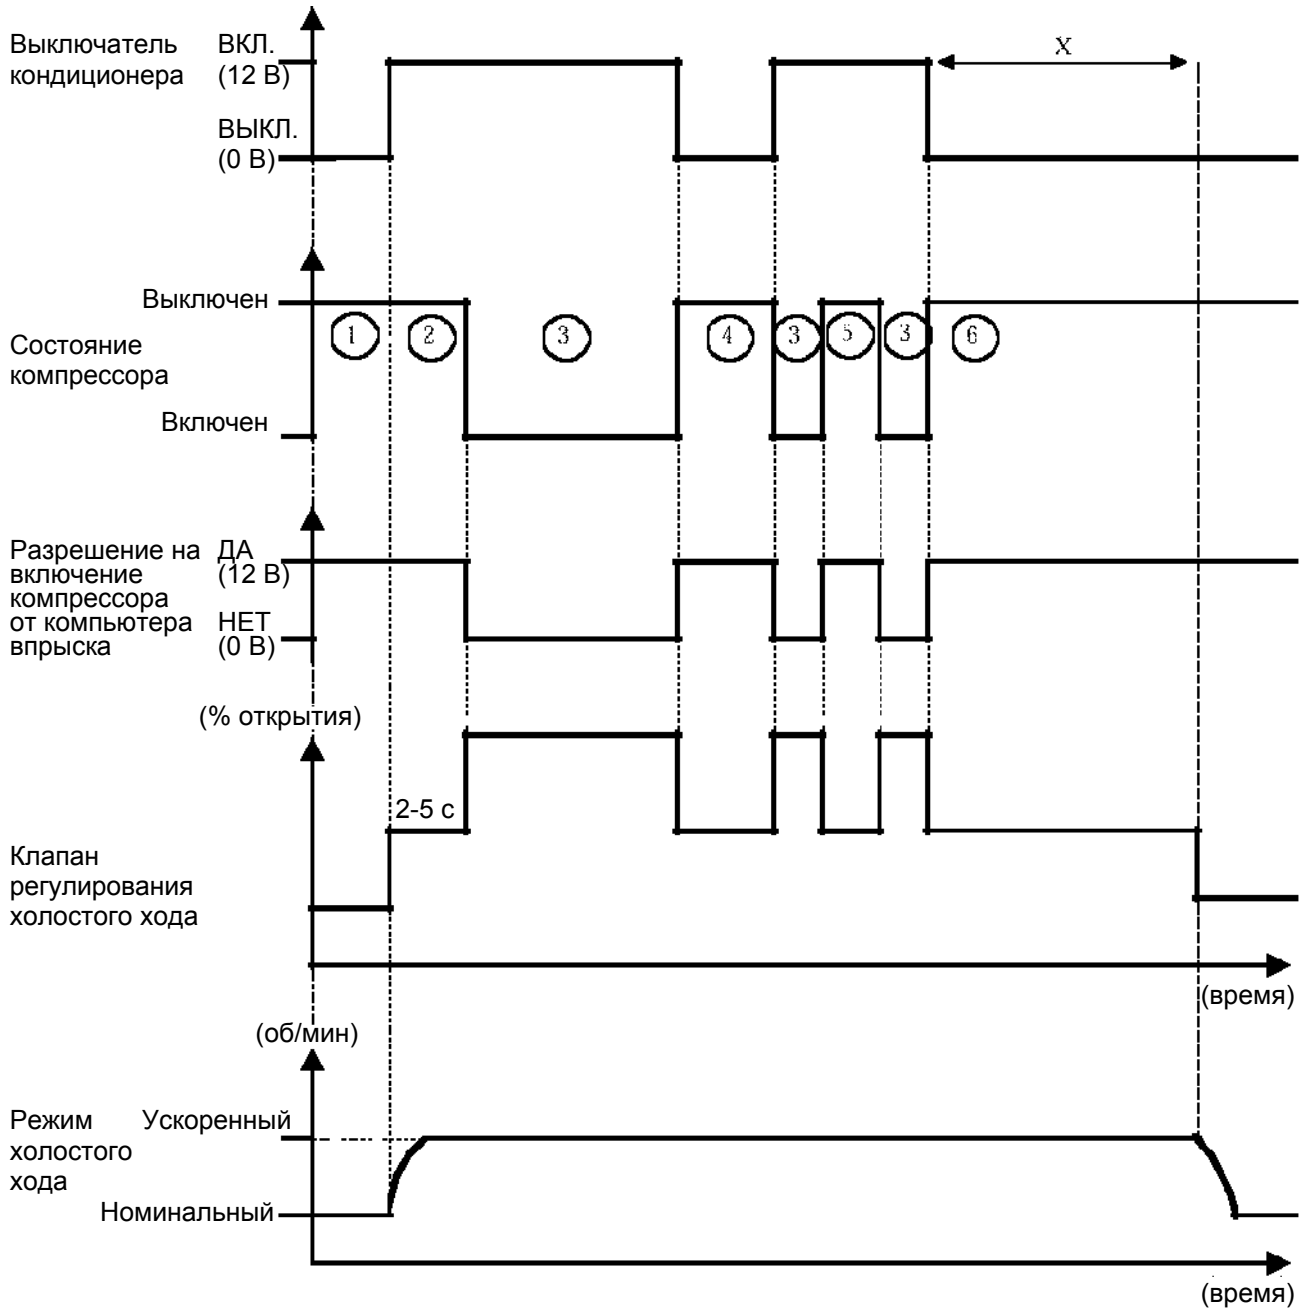 Выключатель ВКЛ.
кондиционера (12 В)
X
ВЫКЛ.
(0 В)
Выключен
1 2 3 4 3 5 3 6
Состояние
компрессора
Включен
Разрешение на ДА
включение (12 В)
компрессора
от компьютера НЕТ
впрыска (0 В)
(% открытия)
2-5 с
Клапан
регулирования
холостого хода
(время)
(об/мин)
Режим Ускоренный
холостого
хода
Номинальный
(время)